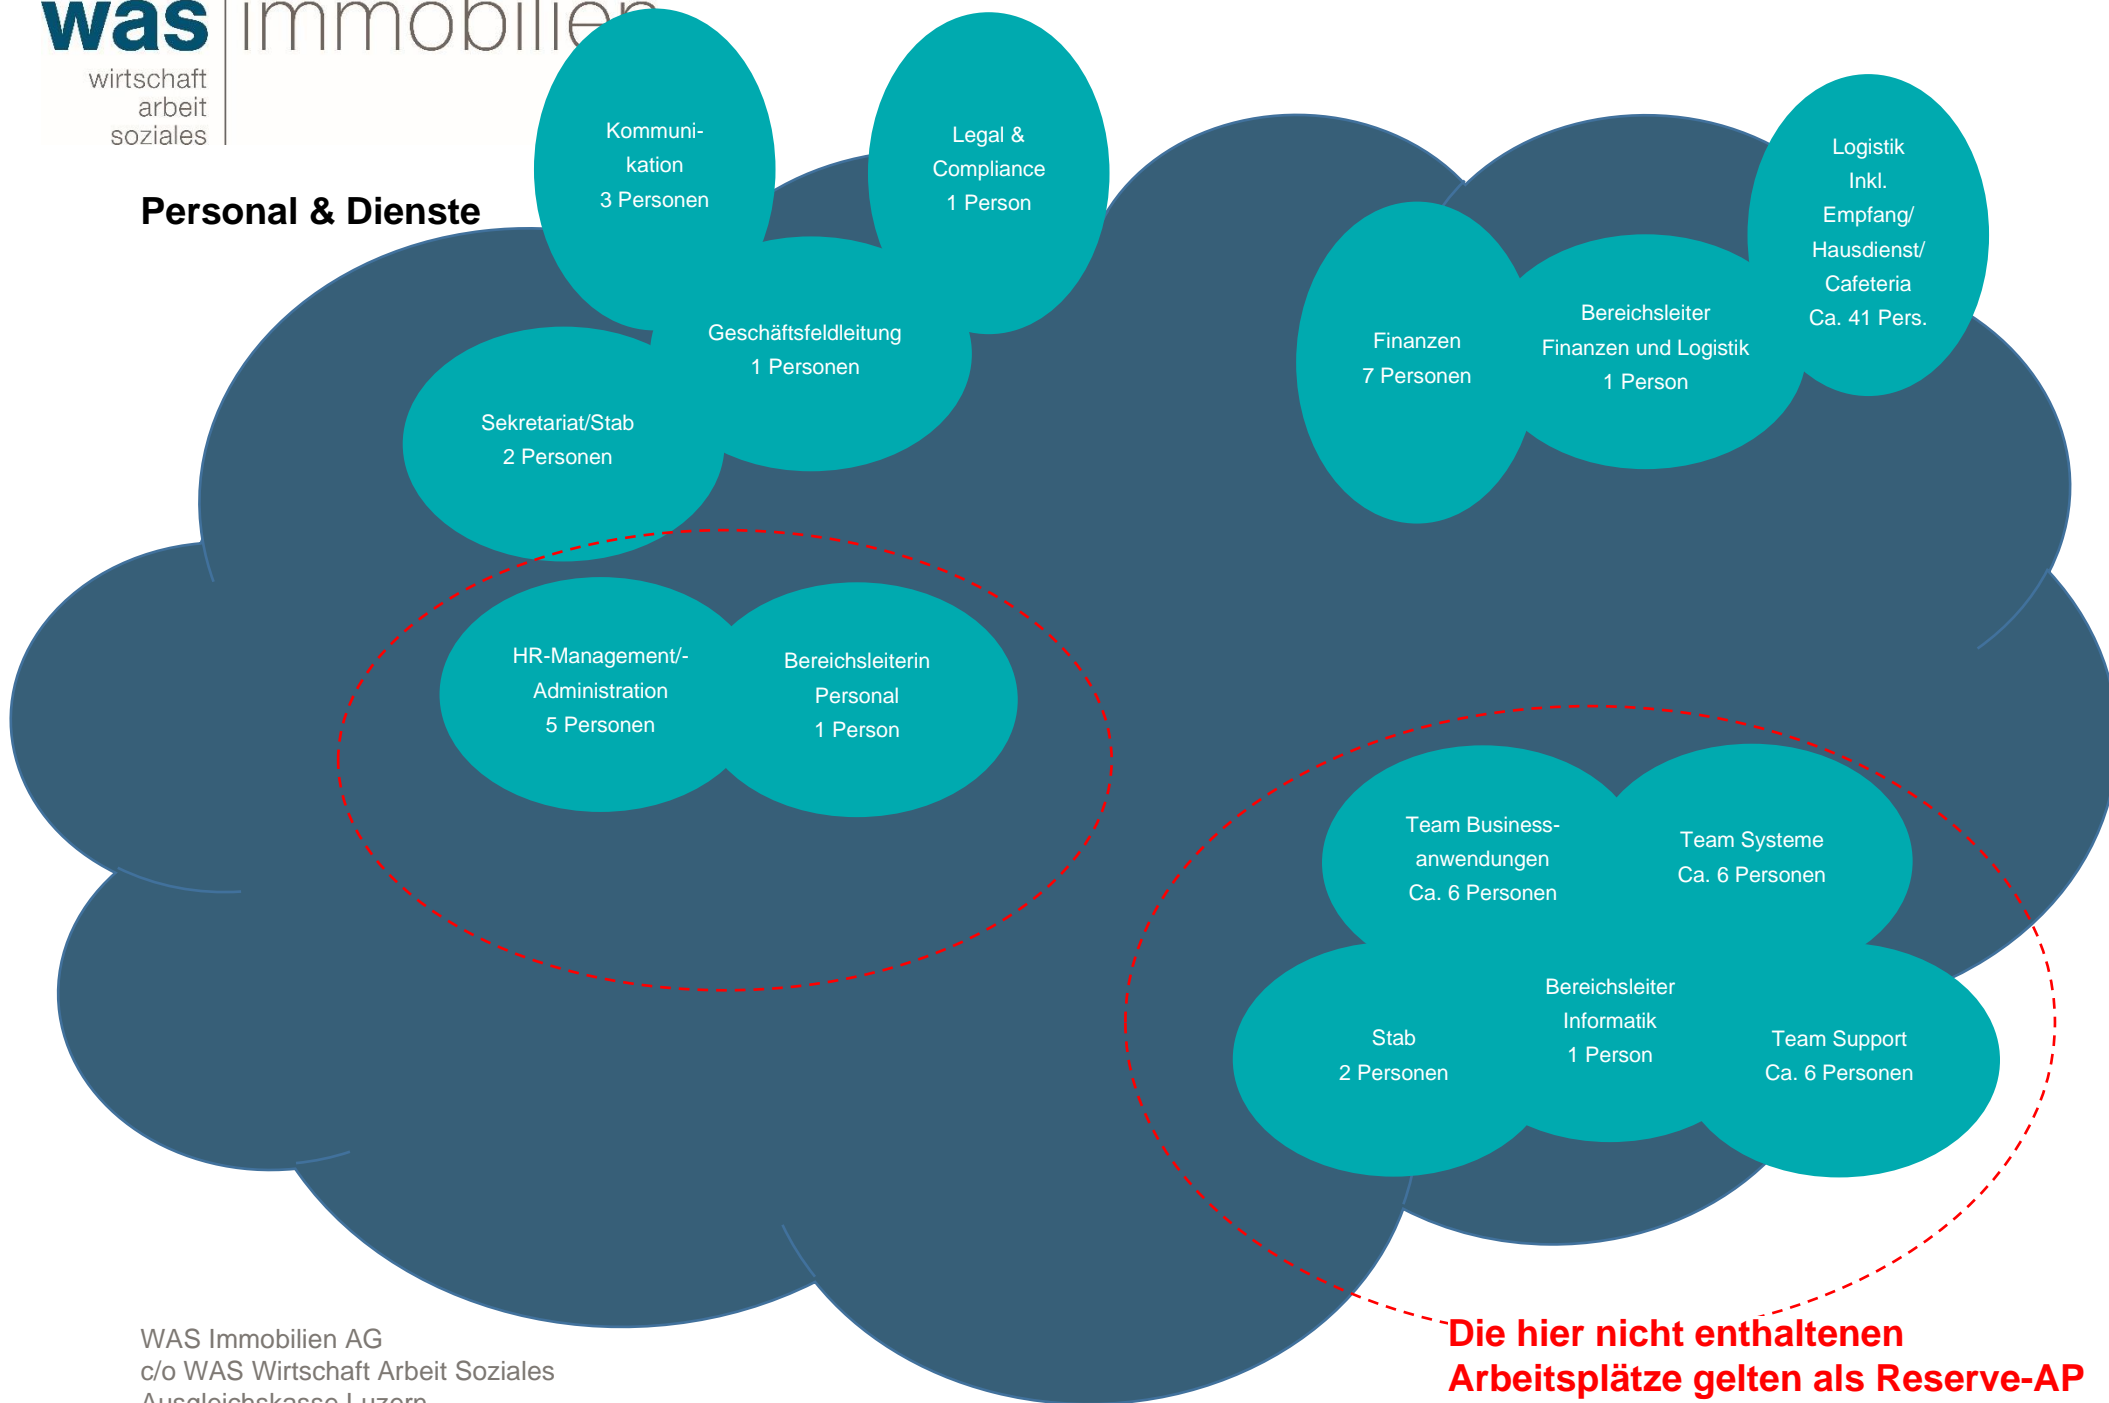 was immobilien
wirtschaft
arbeit
soziales
Personal & Dienste
Kommuni-
kation
3 Personen
Legal &
Compliance
1 Person
Geschäftsfeldleitung
1 Personen
Sekretariat/Stab
2 Personen
Finanzen
7 Personen
Bereichsleiter
Finanzen und Logistik
1 Person
Logistik
Inkl.
Empfang/
Hausdienst/
Cafeteria
Ca. 41 Pers.
HR-Management/-
Administration
5 Personen
Bereichsleiterin
Personal
1 Person
Team Business-
anwendungen
Ca. 6 Personen
Team Systeme
Ca. 6 Personen
Stab
2 Personen
Bereichsleiter
Informatik
1 Person
Team Support
Ca. 6 Personen
Die hier nicht enthaltenen
Arbeitsplätze gelten als Reserve-AP
WAS Immobilien AG
c/o WAS Wirtschaft Arbeit Soziales
Ausgleichskasse Luzern